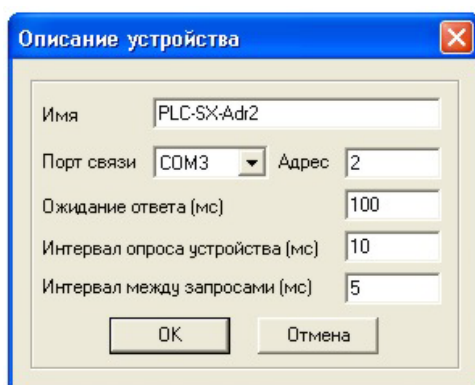 Описание устройства
Имя PLC-SX-Adr2
Порт связи COM3 Адрес 2
Ожидание ответа (мс) 100
Интервал опроса устройства (мс) 10
Интервал между запросами (мс) 5
OK Отмена